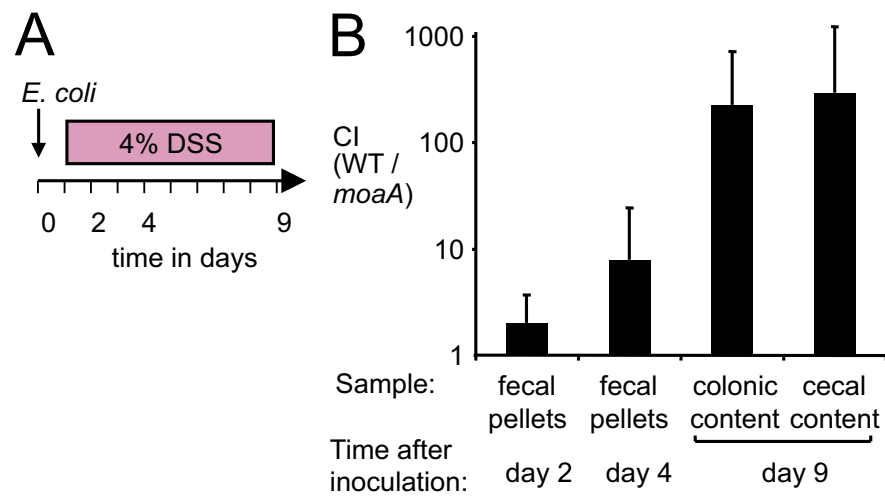 A
E. coli
4% DSS
0 2 4 9
time in days
B
CI
(WT /
moaA)
1000
100
10
1
Sample: fecal pellets fecal pellets colonic content cecal content
Time after inoculation: day 2 day 4 day 9